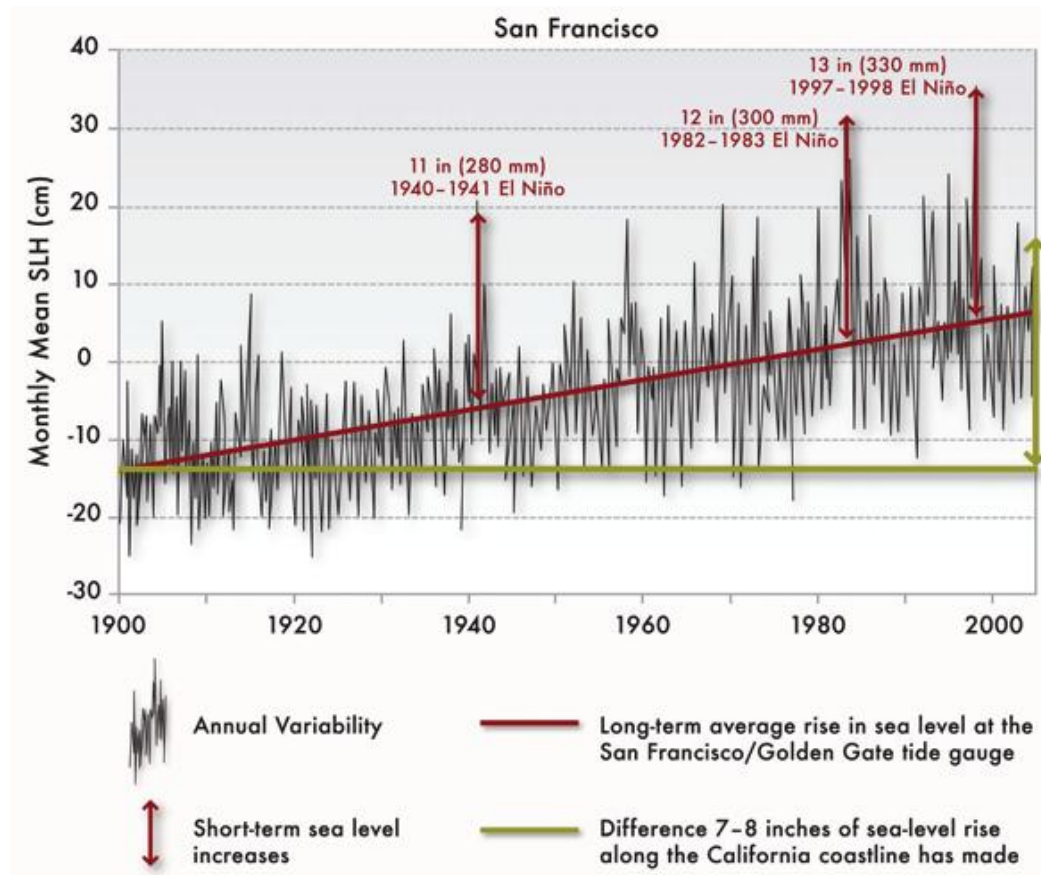 San Francisco
40
30
20
10
0
-10
-20
-30
Monthly Mean SLH (cm)
11 in (280 mm)
1940–1941 El Niño
12 in (300 mm)
1982–1983 El Niño
13 in (330 mm)
1997–1998 El Niño
1900
1920
1940
1960
1980
2000
Annual Variability
Long-term average rise in sea level at the
San Francisco/Golden Gate tide gauge
Short-term sea level
increases
Difference 7–8 inches of sea-level rise
along the California coastline has made